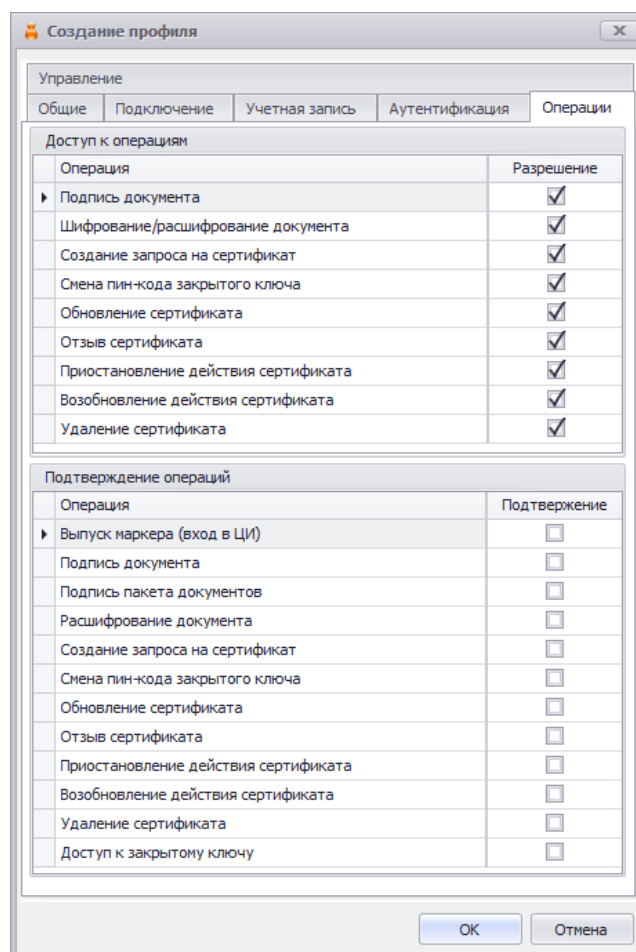 Создание профиля
Управление
Общие Подключение Учетная запись Аутентификация Операции
Доступ к операциям
Операция Разрешение
Подпись документа
Шифрование/расшифрование документа
Создание запроса на сертификат
Смена пин-кода закрытого ключа
Обновление сертификата
Отзыв сертификата
Приостановление действия сертификата
Возобновление действия сертификата
Удаление сертификата
Подтверждение операций
Операция Подтвержение
Выпуск маркера (вход в ЦИ)
Подпись документа
Подпись пакета документов
Расшифрование документа
Создание запроса на сертификат
Смена пин-кода закрытого ключа
Обновление сертификата
Отзыв сертификата
Приостановление действия сертификата
Возобновление действия сертификата
Удаление сертификата
Доступ к закрытому ключу
ОК Отмена